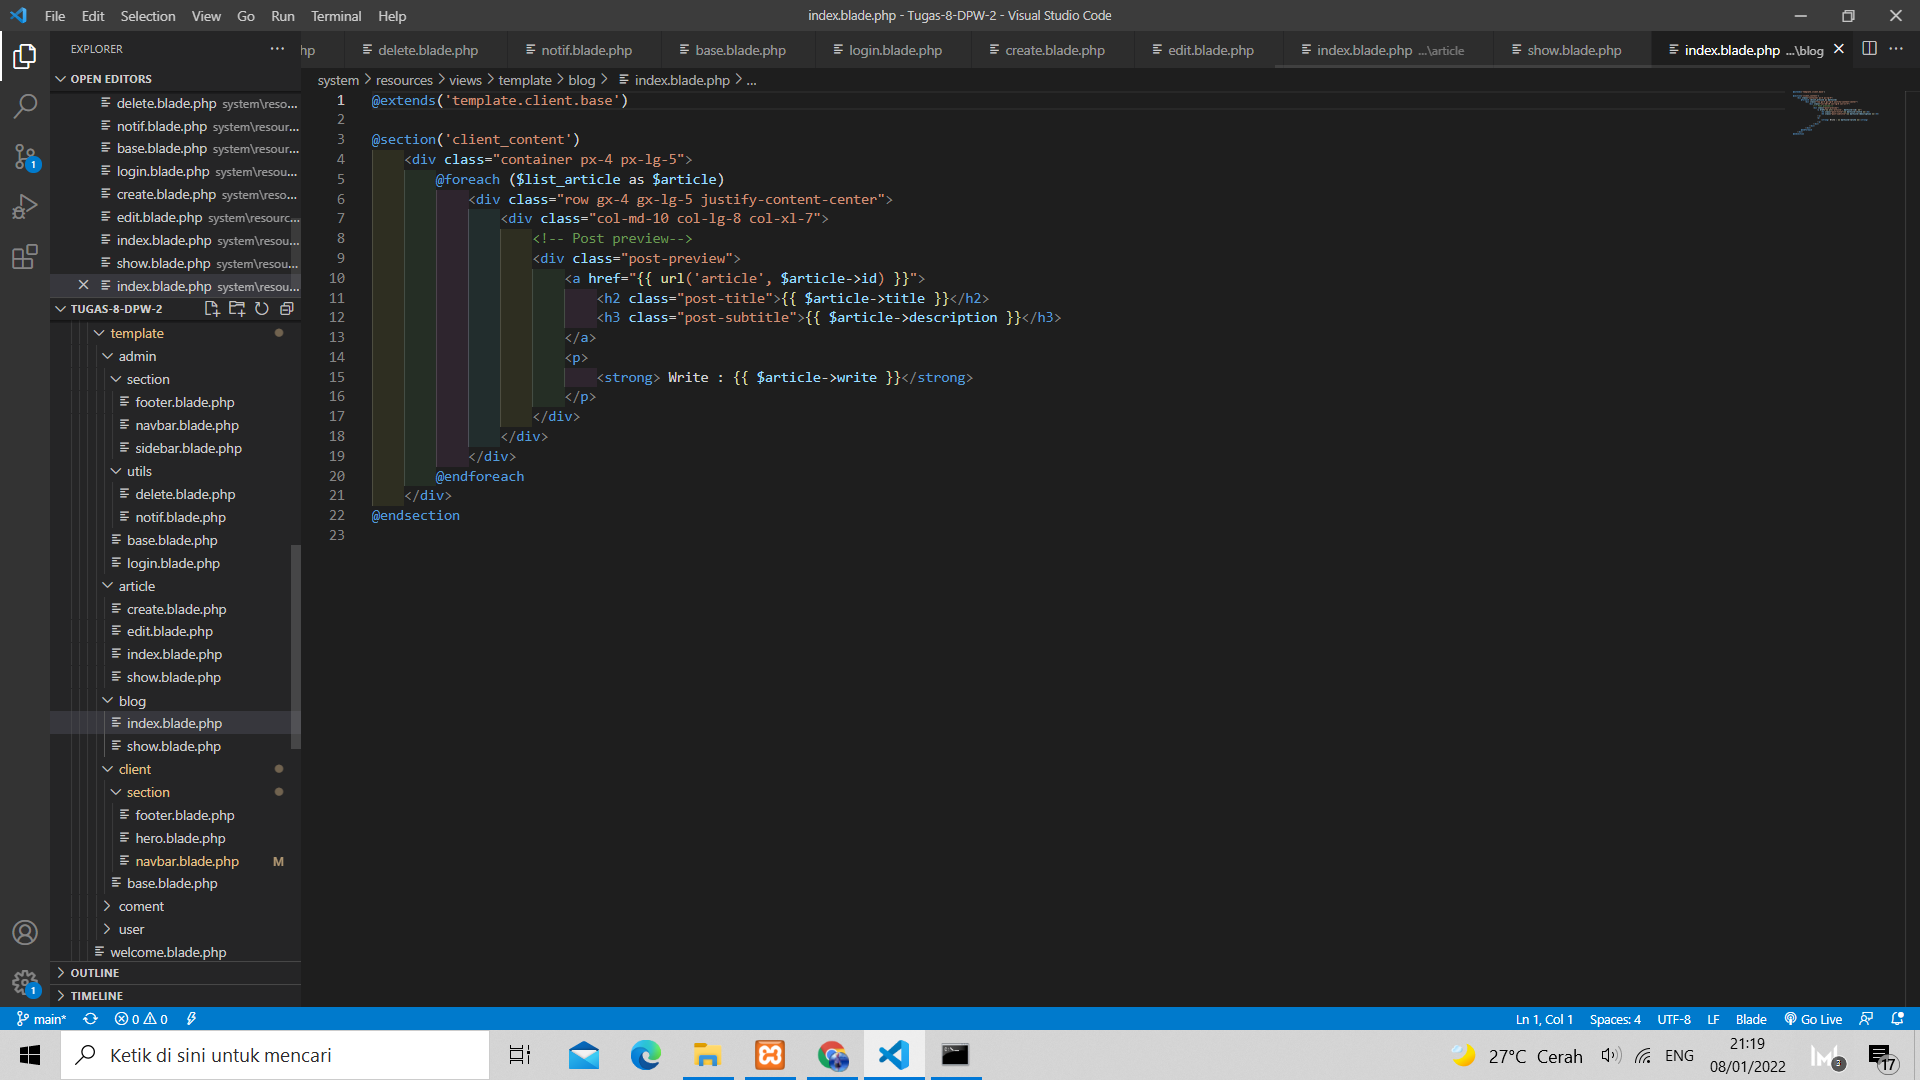 File Edit Selection View Go Run Terminal Help
index.blade.php - Tugas-8-DPW-2 - Visual Studio Code
EXPLORER
hp delete.blade.php notif.blade.php base.blade.php login.blade.php create.blade.php edit.blade.php index.blade.php ...\article show.blade.php index.blade.php ...\blog
system > resources > views > template > blog > index.blade.php > ...
OPEN EDITORS
delete.blade.php system\reso...
notif.blade.php system\resour...
base.blade.php system\resour...
login.blade.php system\resou...
create.blade.php system\reso...
edit.blade.php system\resourc...
index.blade.php system\resou...
show.blade.php system\resou...
index.blade.php system\resou...
TUGAS-8-DPW-2
template
admin
section
footer.blade.php
navbar.blade.php
sidebar.blade.php
utils
delete.blade.php
notif.blade.php
base.blade.php
login.blade.php
article
create.blade.php
edit.blade.php
index.blade.php
show.blade.php
blog
index.blade.php
show.blade.php
client
section
footer.blade.php
hero.blade.php
navbar.blade.php M
base.blade.php
coment
user
welcome.blade.php
OUTLINE
TIMELINE
1 @extends('template.client.base')
2
3 @section('client_content')
4 <div class="container px-4 px-lg-5">
5 @foreach ($list_article as $article)
6 <div class="row gx-4 gx-lg-5 justify-content-center">
7 <div class="col-md-10 col-lg-8 col-xl-7">
8 <!-- Post preview-->
9 <div class="post-preview">
10 <a href="{{ url('article', $article->id) }}">
11 <h2 class="post-title">{{ $article->title }}</h2>
12 <h3 class="post-subtitle">{{ $article->description }}</h3>
13 </a>
14 <p>
15 <strong> Write : {{ $article->write }}</strong>
16 </p>
17 </div>
18 </div>
19 </div>
20 @endforeach
21 </div>
22 @endsection
23
1
1
main* 0 0 Ln 1, Col 1 Spaces: 4 UTF-8 LF Blade Go Live
Ketik di sini untuk mencari
27°C Cerah ENG
21:19
08/01/2022
3
17